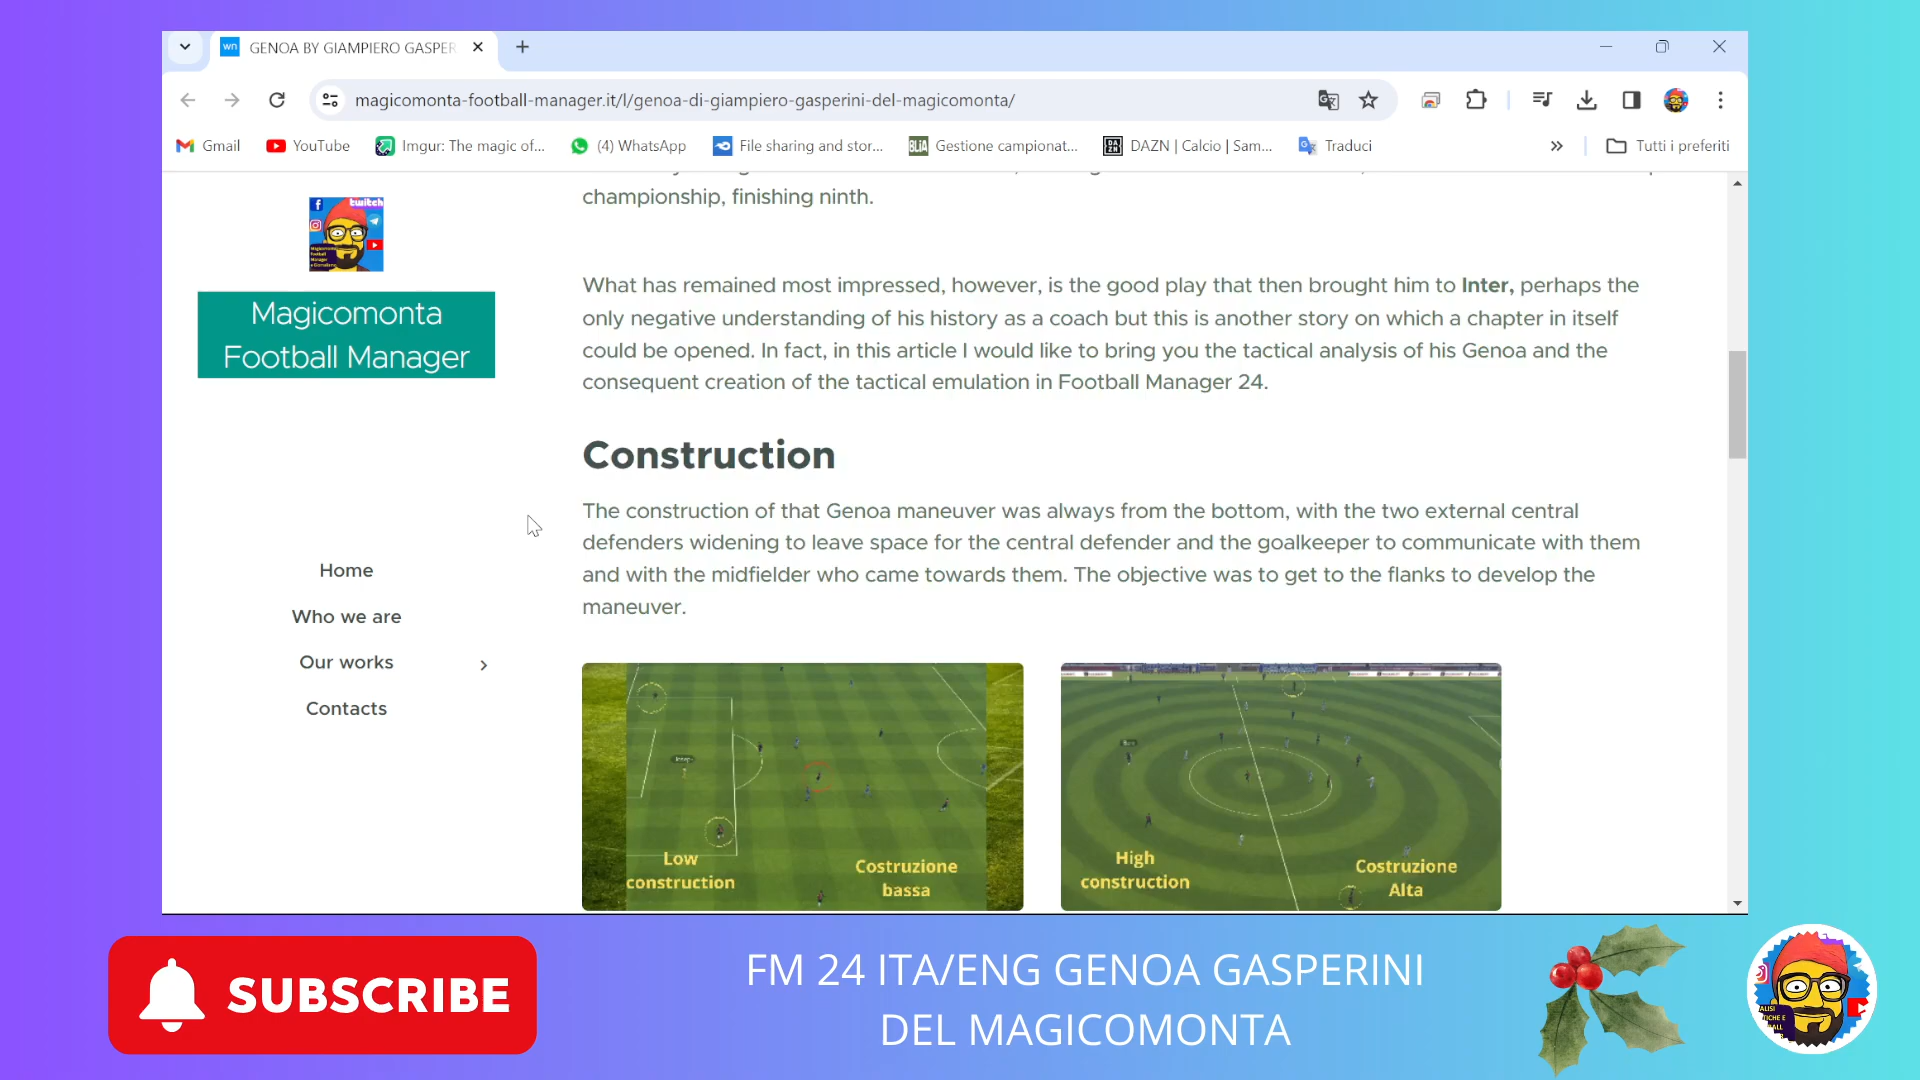 GENOA BY GIAMPIERO GASPER
magicomonta-football-manager.it/l/genoa-di-giampiero-gasperini-del-magicomonta/
Gmail
YouTube
Imgur: The magic of...
(4) WhatsApp
File sharing and stor...
Gestione campionat...
DAZN | Calcio | Sam...
Traduci
Tutti i preferiti
twitch
Magicomonta
Football Manager
Home
Who we are
Our works
Contacts
championship, finishing ninth.
What has remained most impressed, however, is the good play that then brought him to Inter, perhaps the
only negative understanding of his history as a coach but this is another story on which a chapter in itself
could be opened. In fact, in this article I would like to bring you the tactical analysis of his Genoa and the
consequent creation of the tactical emulation in Football Manager 24.
Construction
The construction of that Genoa maneuver was always from the bottom, with the two external central
defenders widening to leave space for the central defender and the goalkeeper to communicate with them
and with the midfielder who came towards them. The objective was to get to the flanks to develop the
maneuver.
Low
construction
Costruzione
bassa
High
construction
Costruzione
Alta
SUBSCRIBE
FM 24 ITA/ENG GENOA GASPERINI
DEL MAGICOMONTA